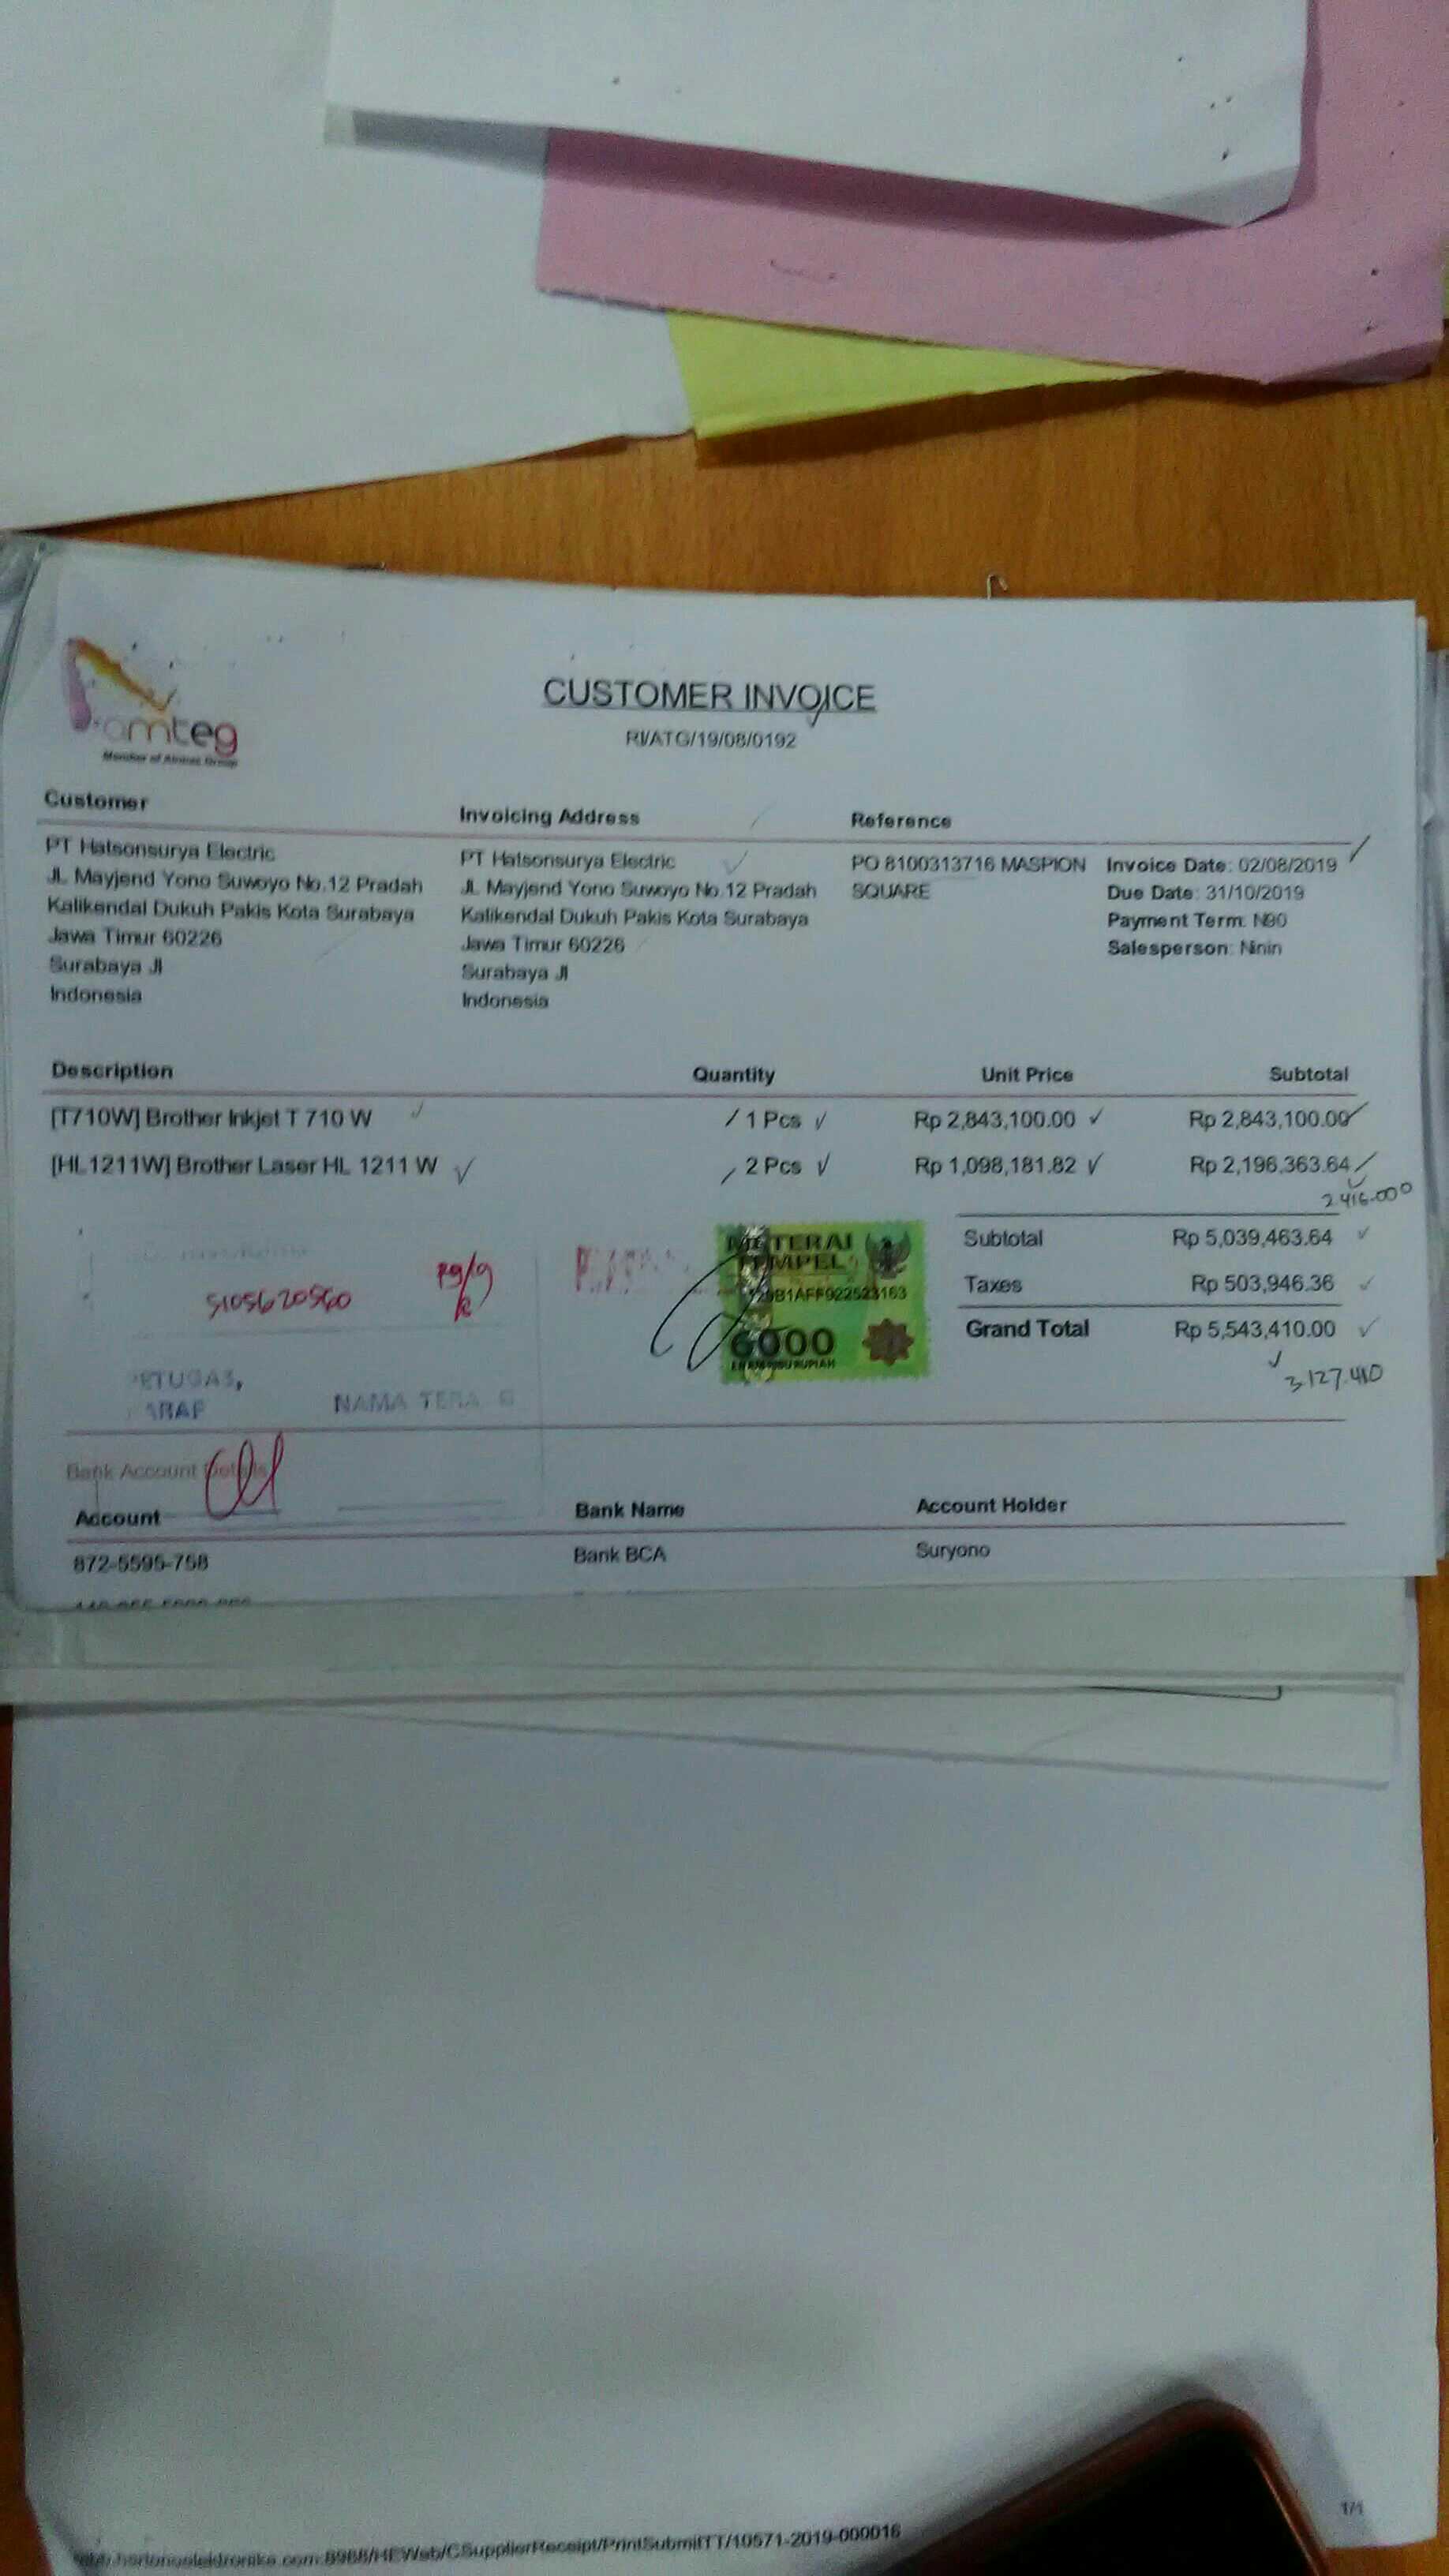 amteg
CUSTOMER INVOICE
RI/ATG/19/08/0192
Customer
PT Hatsonsurya Electric
JL. Mayjend Yono Suwoyo No.12 Pradah
Kalikendal Dukuh Pakis Kota Surabaya
Jawa Timur 60226
Surabaya JI
Indonesia
Invoicing Address
PT Hatsonsurya Electric
JL. Mayjend Yono Suwoyo No.12 Pradah
Kalikendal Dukuh Pakis Kota Surabaya
Jawa Timur 60226
Surabaya JI
Indonesia
Reference
PO 8100313716 MASPION
SQUARE
Invoice Date: 02/08/2019
Due Date: 31/10/2019
Payment Term: N90
Salesperson: Ninin
Description Quantity Unit Price Subtotal
[T710W] Brother Inkjet T 710 W 1 Pcs Rp 2,843,100.00 Rp 2,843,100.00
[HL1211W] Brother Laser HL 1211 W 2 Pcs Rp 1,098,181.82 Rp 2,196,363.64
2.416.000
Subtotal Rp 5,039,463.64
Taxes Rp 503,946.36
Grand Total Rp 5,543,410.00
3.127.410
5105620560
METERAI
TEMPEL
6000
ENAM RIBU RUPIAH
NAMA
Bank Account Details
Account Bank Name Account Holder
872-5595-758 Bank BCA Suryono
1/1